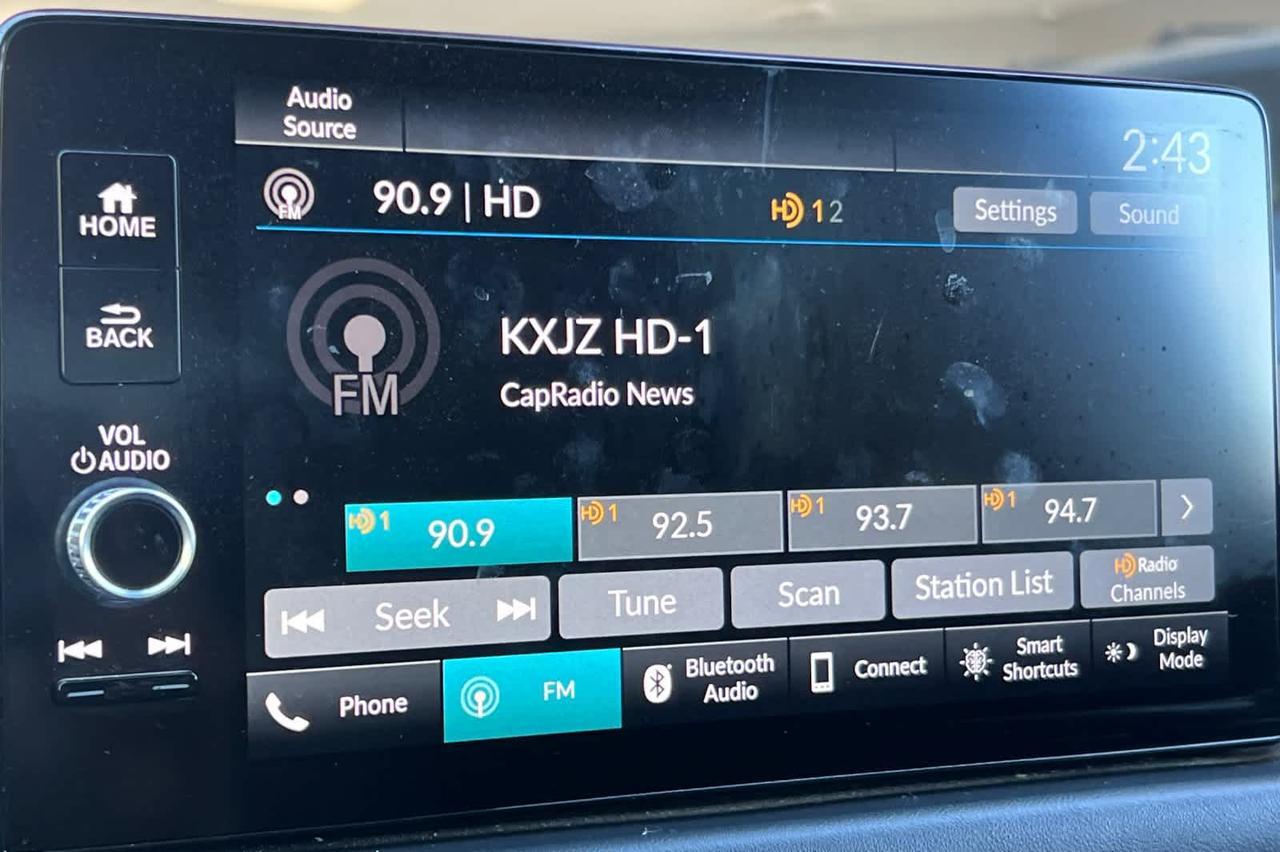 Audio
Source
2:43
FM
90.9 | HD
HD 1 2
Settings
Sound
HOME
BACK
VOL
AUDIO
FM
KXJZ HD-1
CapRadio News
HD 1 90.9
HD 1 92.5
HD 1 93.7
HD 1 94.7
Seek
Tune
Scan
Station List
HD Radio
Channels
Phone
FM
Bluetooth
Audio
Connect
Smart
Shortcuts
Display
Mode